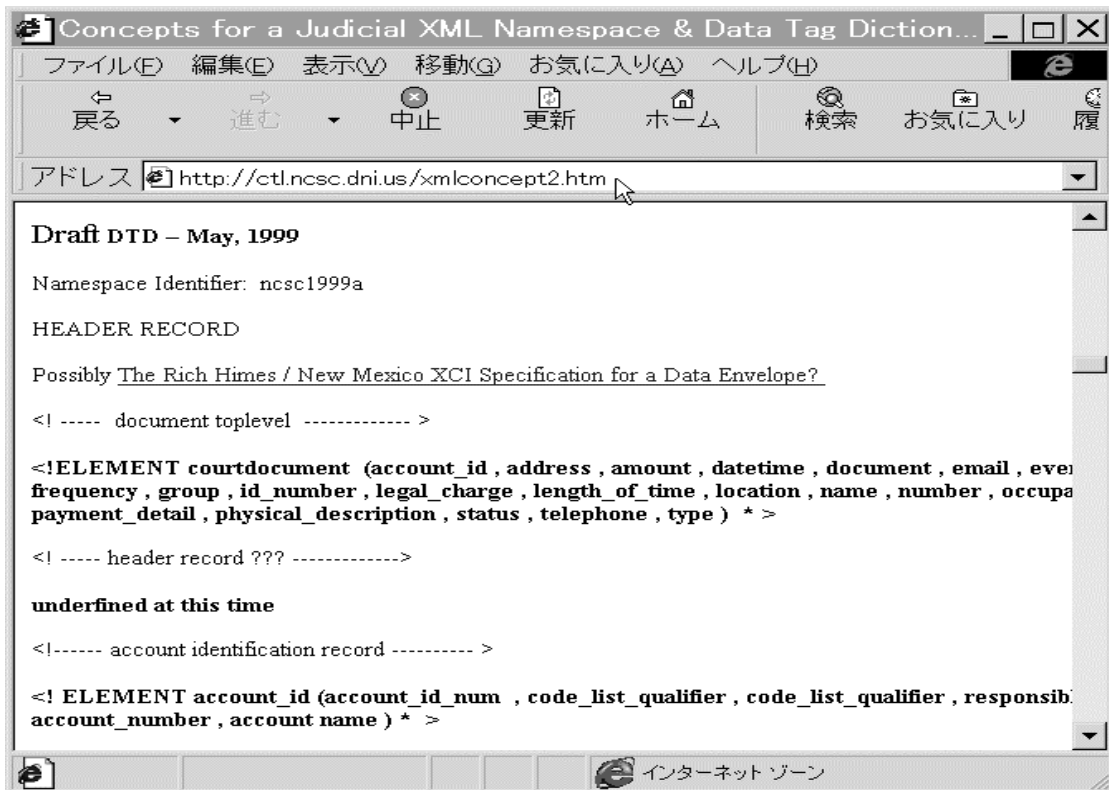 Concepts for a Judicial XML Namespace & Data Tag Diction...
ファイル(F) 編集(E) 表示(V) 移動(G) お気に入り(A) ヘルプ(H)
戻る 進む 中止 更新 ホーム 検索 お気に入り 履
アドレス http://ctl.ncsc.dni.us/xmlconcept2.htm
Draft DTD – May, 1999
Namespace Identifier: ncsc1999a
HEADER RECORD
Possibly The Rich Himes / New Mexico XCI Specification for a Data Envelope?
<! ----- document toplevel ------------- >
<!ELEMENT courtdocument (account_id , address , amount , datetime , document , email ,
frequency , group , id_number , legal_charge , length_of_time , location , name , number ,
payment_detail , physical_description , status , telephone , type ) * >
<! ----- header record ??? ------------->
underfined at this time
<!------ account identification record ---------- >
<! ELEMENT account_id (account_id_num , code_list_qualifier , code_list_qualifier ,
account_number , account name ) * >
インターネット ゾーン